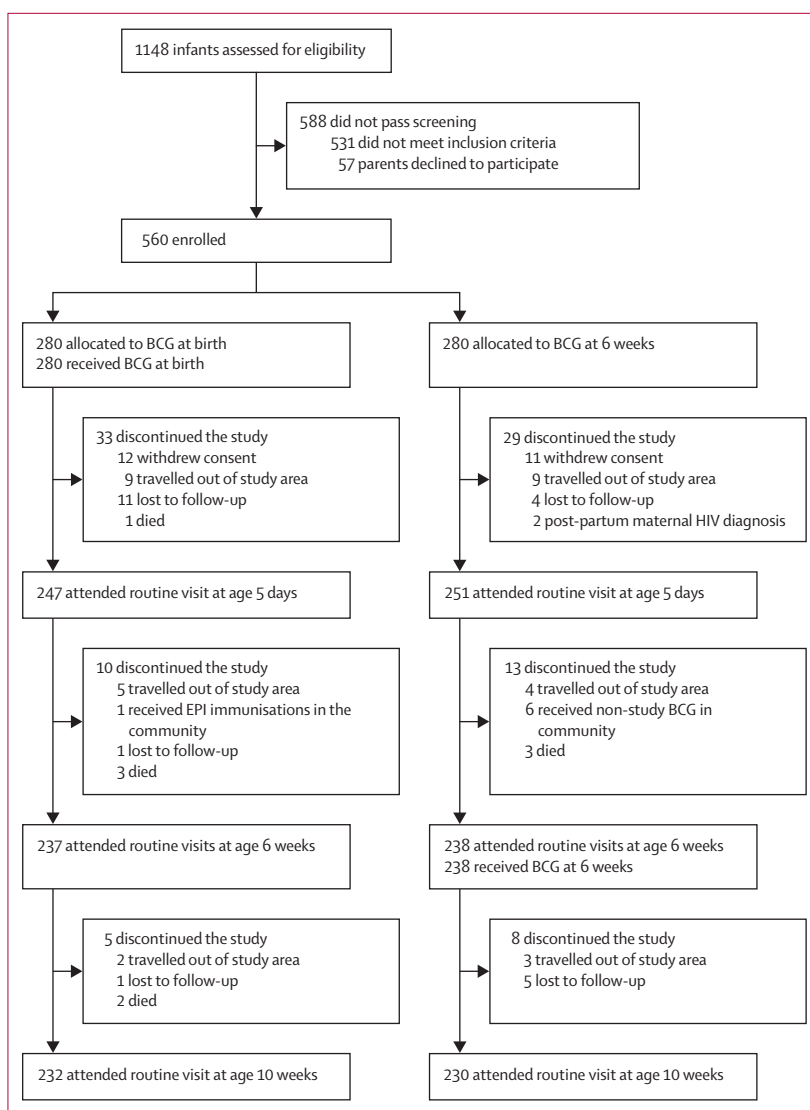 1148 infants assessed for eligibility
588 did not pass screening
531 did not meet inclusion criteria
57 parents declined to participate
560 enrolled
280 allocated to BCG at birth
280 received BCG at birth
280 allocated to BCG at 6 weeks
33 discontinued the study
12 withdrew consent
9 travelled out of study area
11 lost to follow-up
1 died
29 discontinued the study
11 withdrew consent
9 travelled out of study area
4 lost to follow-up
2 post-partum maternal HIV diagnosis
247 attended routine visit at age 5 days
251 attended routine visit at age 5 days
10 discontinued the study
5 travelled out of study area
1 received EPI immunisations in the
community
1 lost to follow-up
3 died
13 discontinued the study
4 travelled out of study area
6 received non-study BCG in
community
3 died
237 attended routine visits at age 6 weeks
238 attended routine visits at age 6 weeks
238 received BCG at 6 weeks
5 discontinued the study
2 travelled out of study area
1 lost to follow-up
2 died
8 discontinued the study
3 travelled out of study area
5 lost to follow-up
232 attended routine visit at age 10 weeks
230 attended routine visit at age 10 weeks